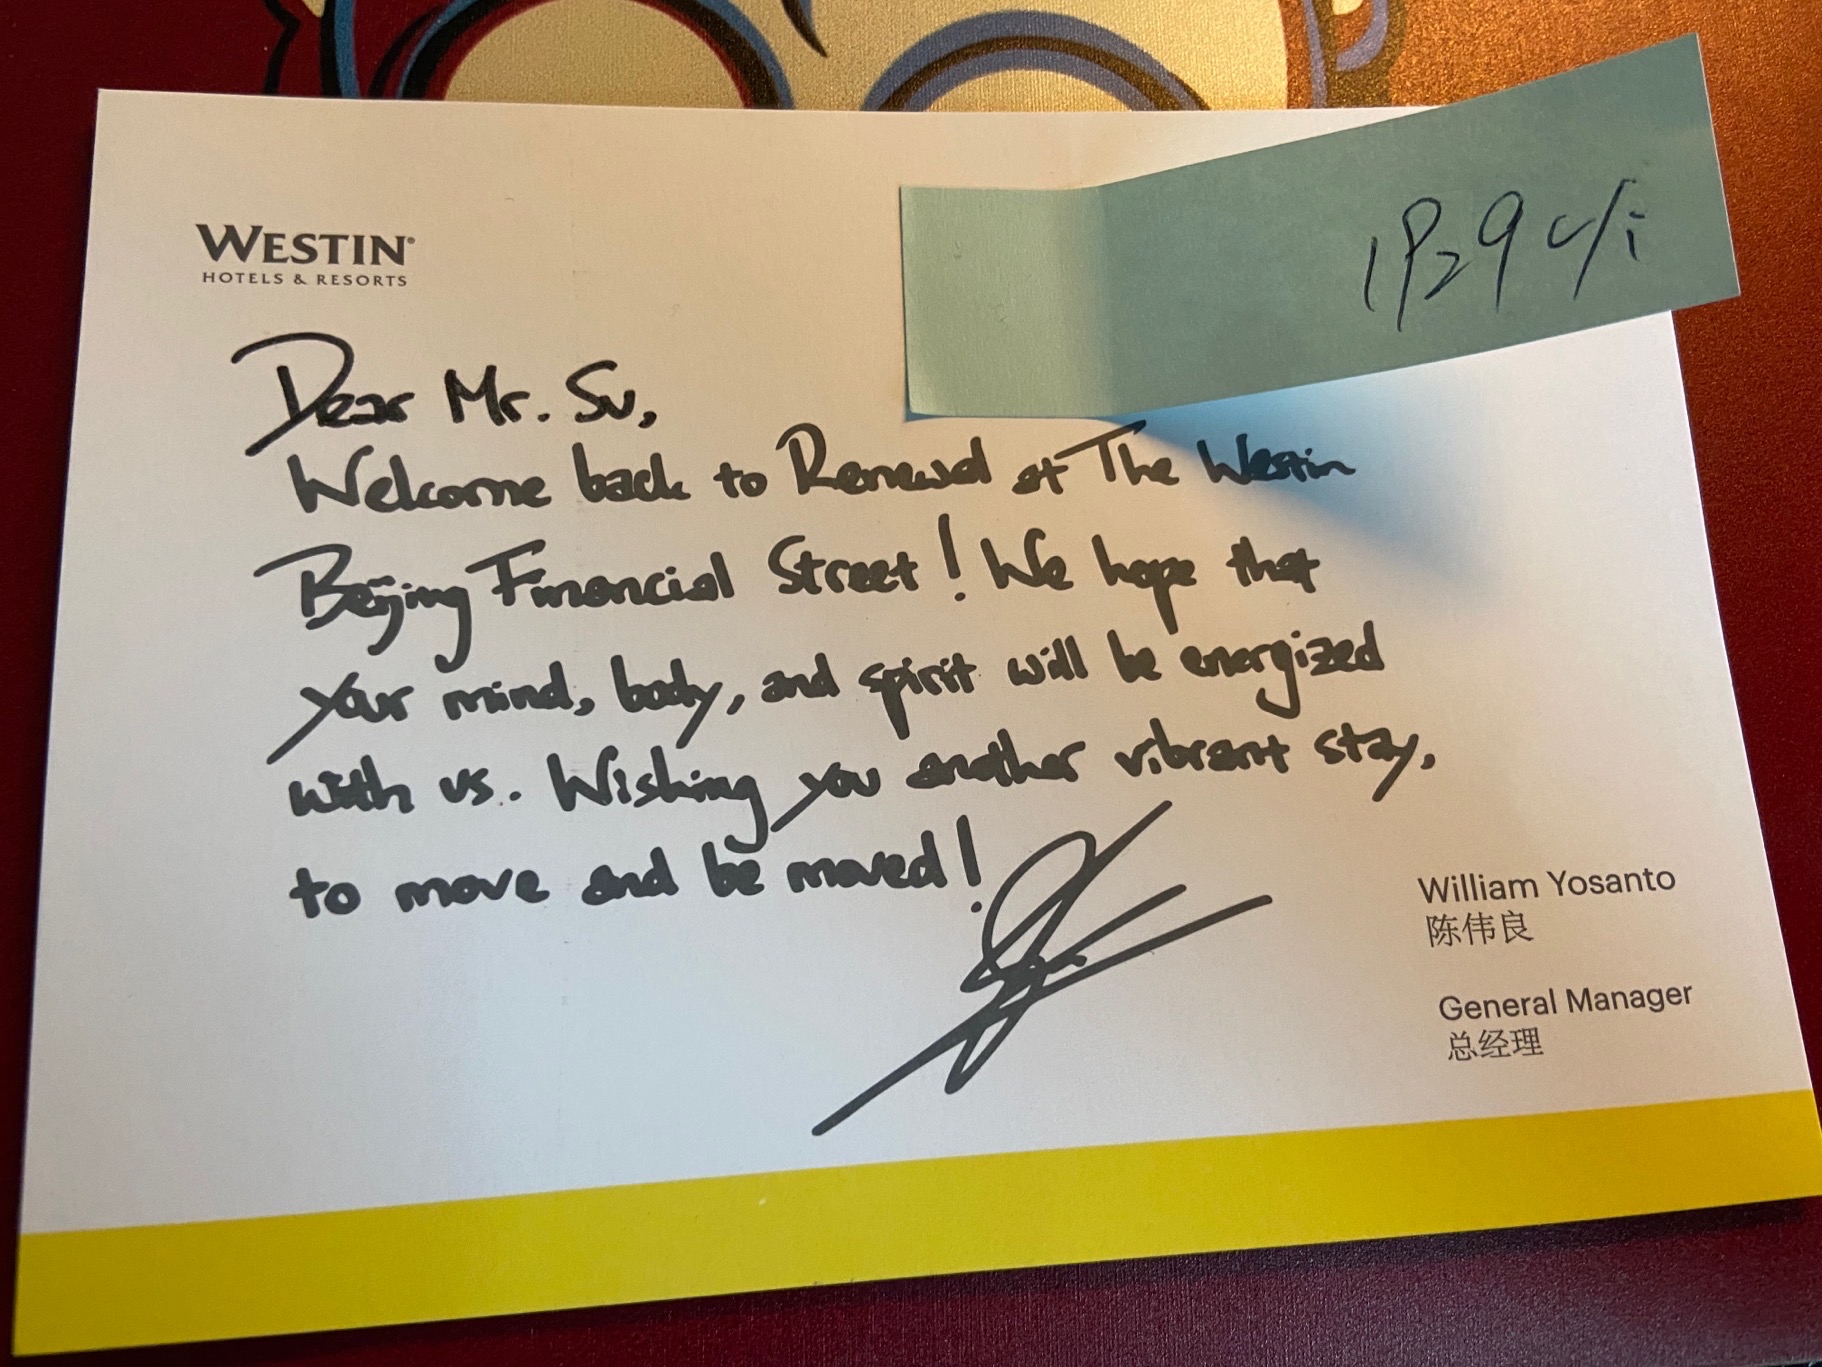 WESTIN®
HOTELS & RESORTS
1929 c/i
Dear Mr. Su,
Welcome back to Renewal at The Westin
Beijing Financial Street! We hope that
your mind, body, and spirit will be energized
with us. Wishing you another vibrant stay,
to move and be moved!
William Yosanto
陈伟良
General Manager
总经理